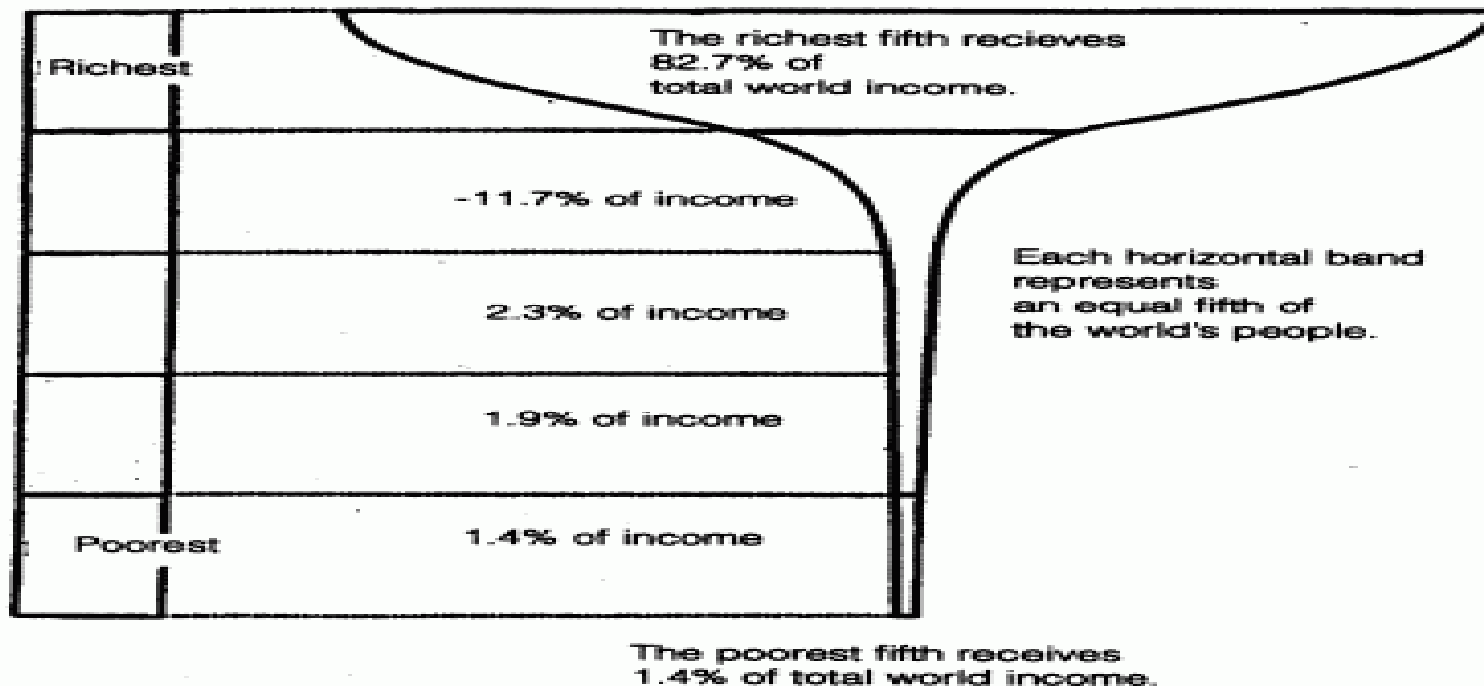 The richest fifth recieves
82.7% of
total world income.
Richest
-11.7% of income
Each horizontal band
represents
an equal fifth of
the world's people.
2.3% of income
1.9% of income
1.4% of income
Poorest
The poorest fifth receives
1.4% of total world income.